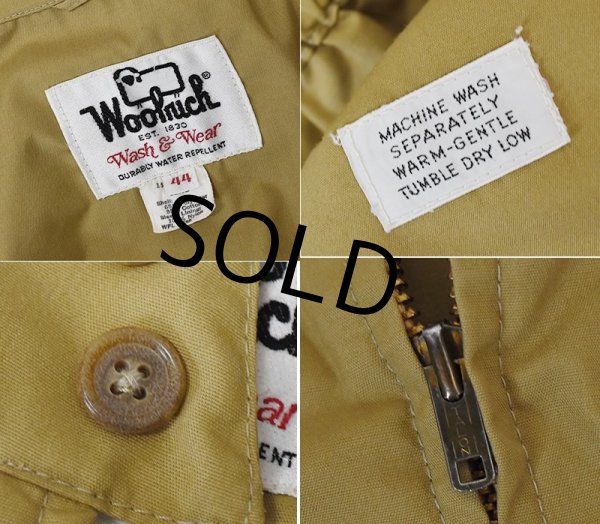 Woolrich®
EST. 1830
Wash & Wear
DURABLY WATER REPELLENT
44
MACHINE WASH
SEPARATELY
WARM-GENTLE
TUMBLE DRY LOW
SOLD
TALON